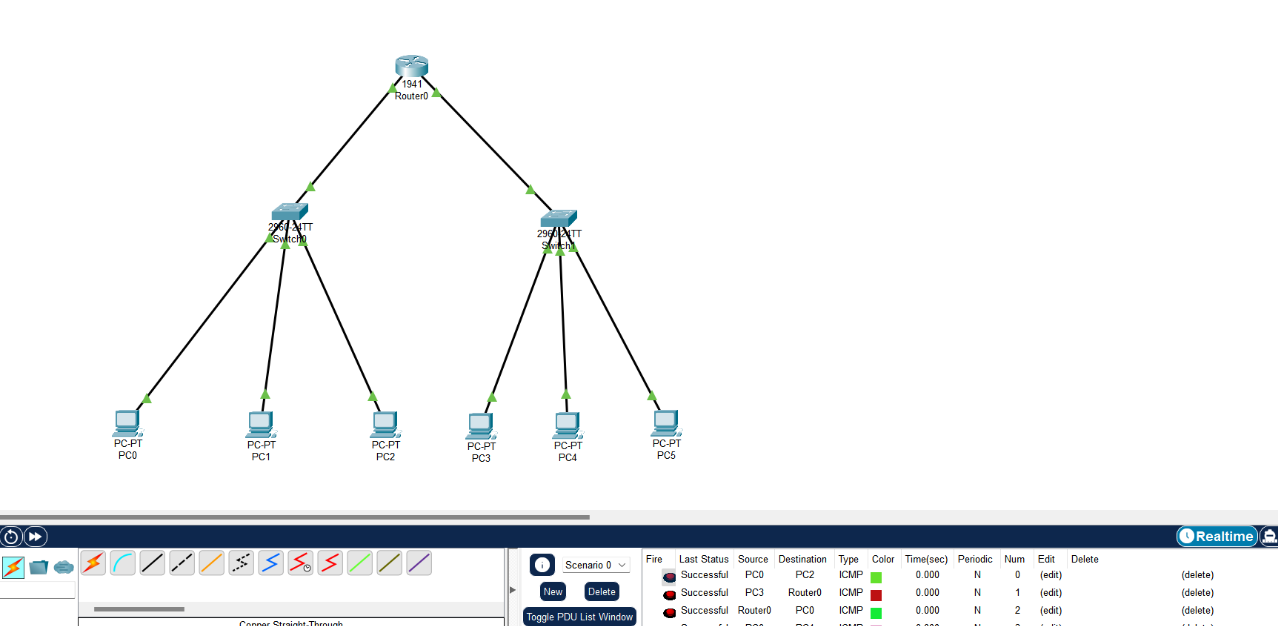 1941
Router0
2960-24TT
Switch0
2960-24TT
Switch1
PC-PT
PC0
PC-PT
PC1
PC-PT
PC2
PC-PT
PC3
PC-PT
PC4
PC-PT
PC5
Realtime
Scenario 0
New
Delete
Toggle PDU List Window
Fire Last Status Source Destination Type Color Time(sec) Periodic Num Edit Delete
Successful PC0 PC2 ICMP 0.000 N 0 (edit) (delete)
Successful PC3 Router0 ICMP 0.000 N 1 (edit) (delete)
Successful Router0 PC0 ICMP 0.000 N 2 (edit) (delete)
Copper Straight-Through